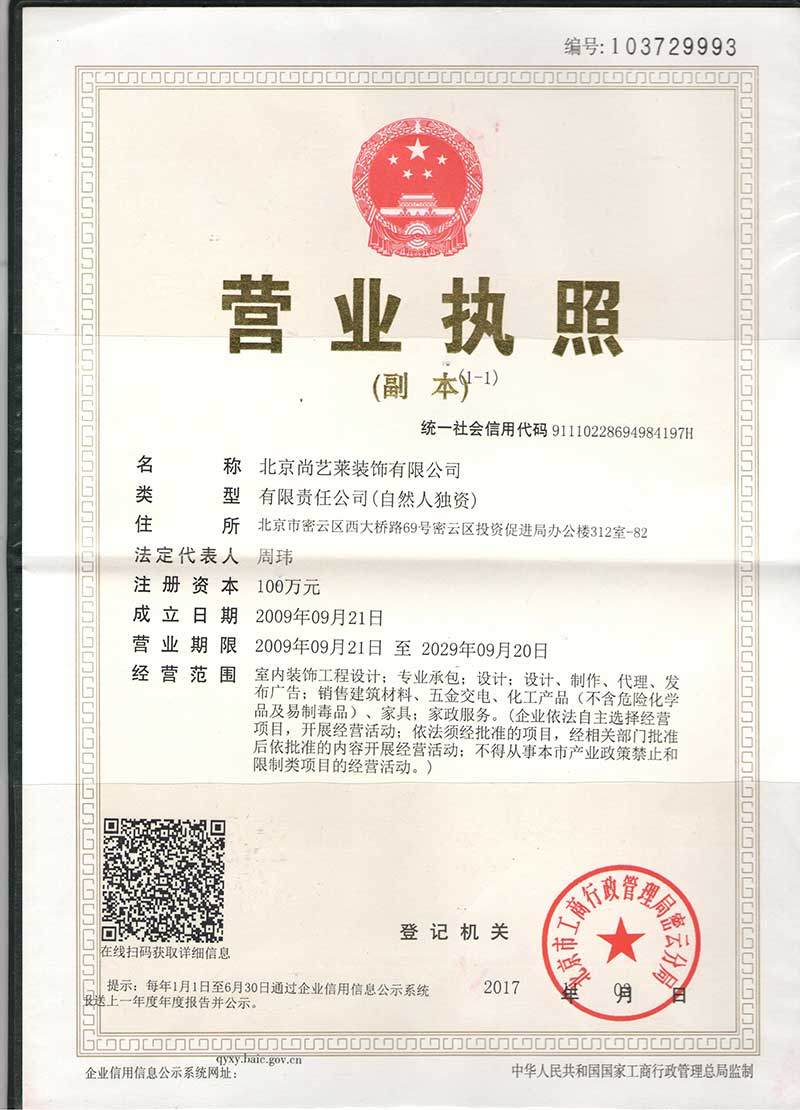 编号:103729993
营业执照
(副本)(1-1)
统一社会信用代码 91110228694984197H
名称 北京尚艺莱装饰有限公司
类型 有限责任公司(自然人独资)
住所 北京市密云区西大桥路69号密云区投资促进局办公楼312室-82
法定代表人 周玮
注册资本 100万元
成立日期 2009年09月21日
营业期限 2009年09月21日 至 2029年09月20日
经营范围 室内装饰工程设计；专业承包；设计；设计、制作、代理、发
布广告；销售建筑材料、五金交电、化工产品（不含危险化学
品及易制毒品）、家具；家政服务。(企业依法自主选择经营
项目，开展经营活动；依法须经批准的项目，经相关部门批准
后依批准的内容开展经营活动；不得从事本市产业政策禁止和
限制类项目的经营活动。)
在线扫码获取详细信息
登记机关
北京市工商行政管理局密云分局
提示：每年1月1日至6月30日通过企业信用信息公示系统
报送上一年度年度报告并公示。
2017 年 月 日
qyxy.baic.gov.cn
企业信用信息公示系统网址：
中华人民共和国国家工商行政管理总局监制